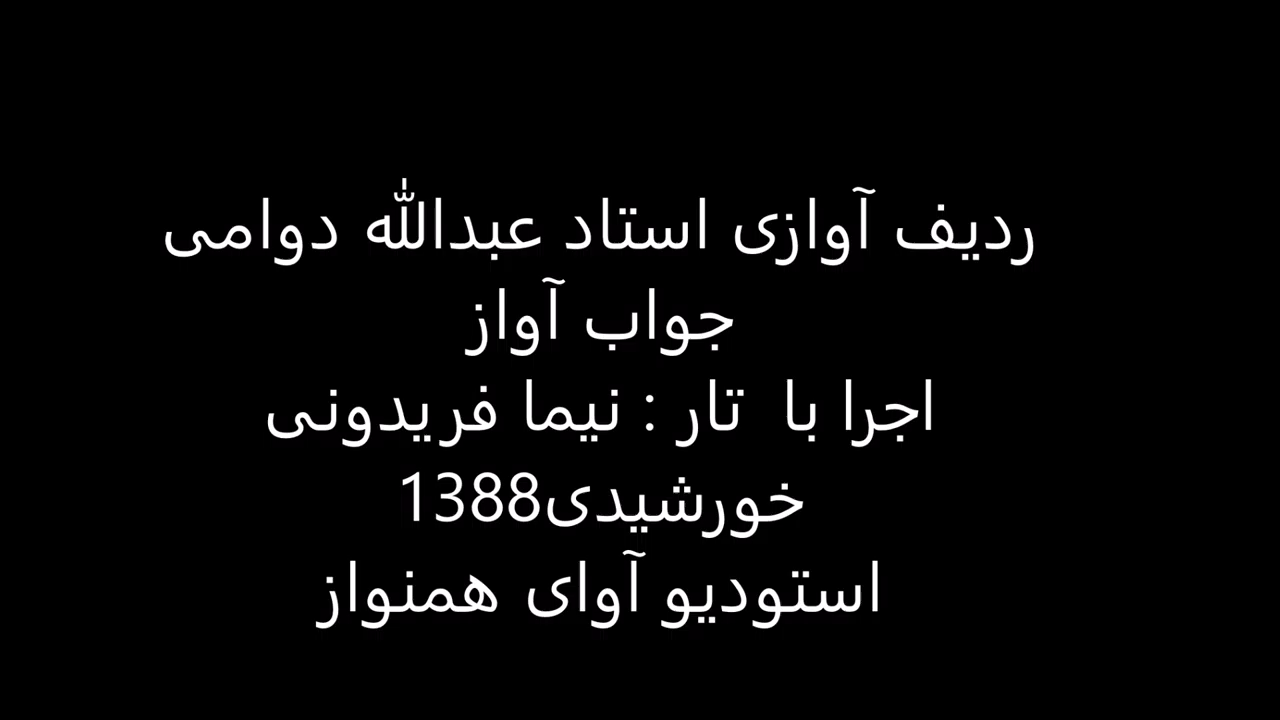 ردیف آوازی استاد عبدالله دوامی
جواب آواز
اجرا با تار : نیما فریدونی
خورشیدی1388
استودیو آوای همنواز